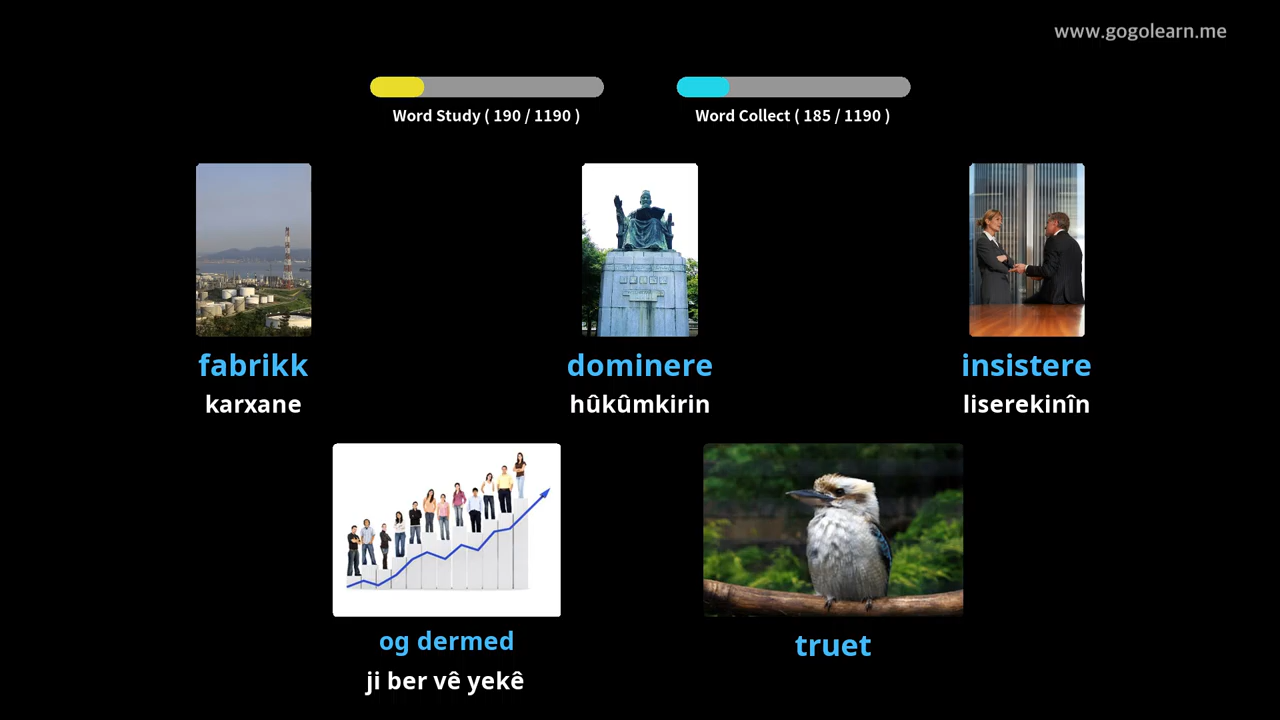 www.gogolearn.me
Word Study ( 190 / 1190 )
Word Collect ( 185 / 1190 )
fabrikk
karxane
dominere
hûkûmkirin
insistere
liserekinîn
og dermed
ji ber vê yekê
truet